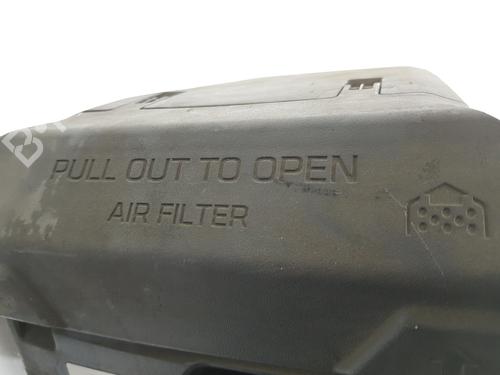 PULL OUT TO OPEN
AIR FILTER